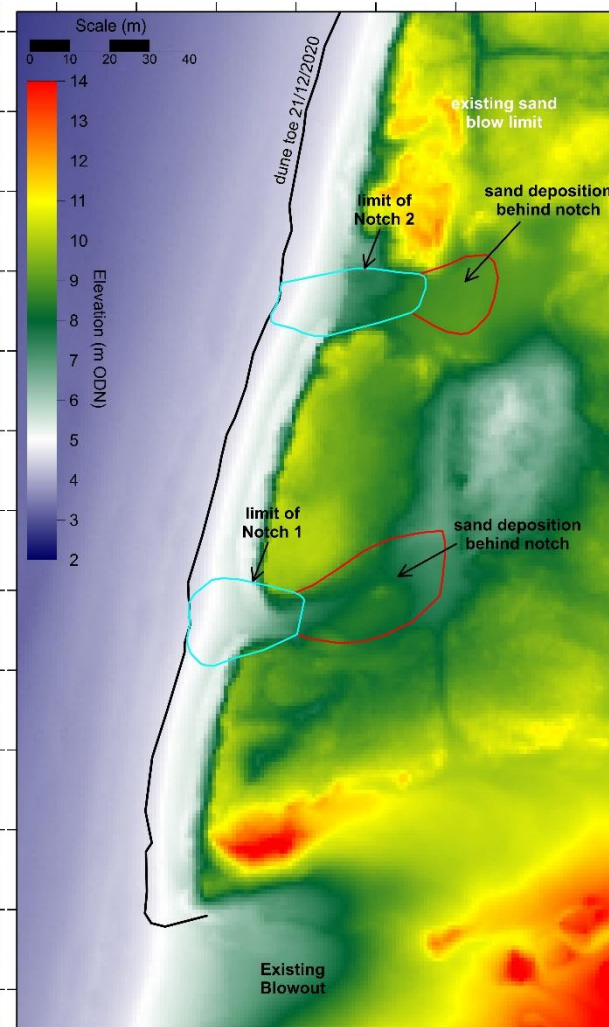 Scale (m)
0 10 20 30 40
14
13
12
11
10
9
8
7
6
5
4
3
2
Elevation (m ODN)
dune toe 21/12/2020
existing sand
blow limit
limit of
Notch 2
sand deposition
behind notch
limit of
Notch 1
sand deposition
behind notch
Existing
Blowout